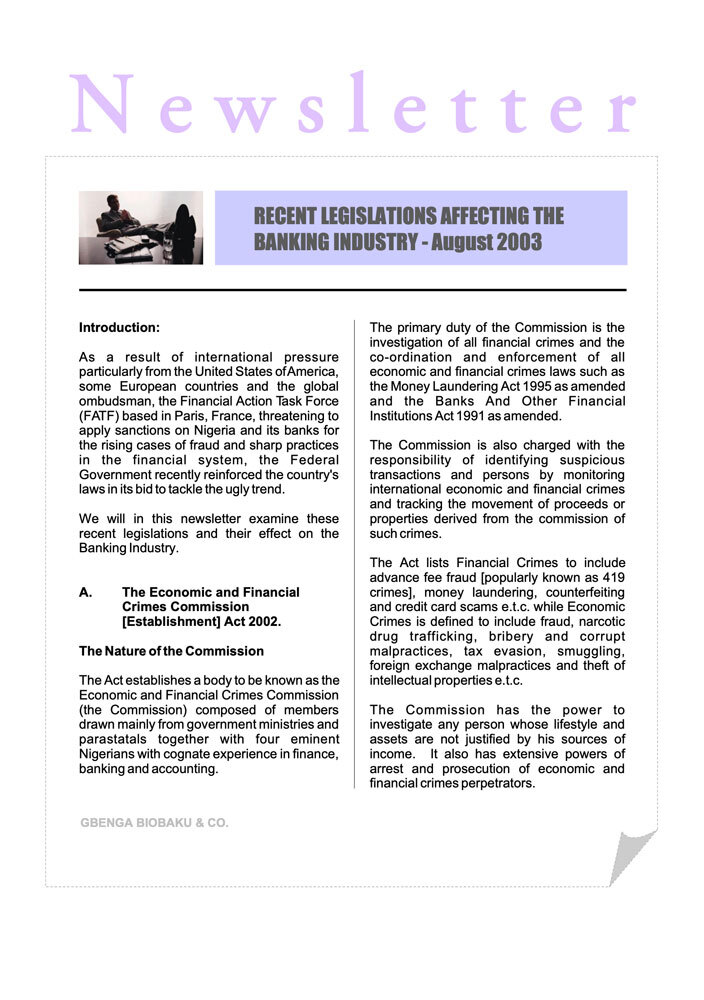 Newsletter
RECENT LEGISLATIONS AFFECTING THE
BANKING INDUSTRY - August 2003
Introduction:
As a result of international pressure
particularly from the United States of America,
some European countries and the global
ombudsman, the Financial Action Task Force
(FATF) based in Paris, France, threatening to
apply sanctions on Nigeria and its banks for
the rising cases of fraud and sharp practices
in the financial system, the Federal
Government recently reinforced the country's
laws in its bid to tackle the ugly trend.
We will in this newsletter examine these
recent legislations and their effect on the
Banking Industry.
A. The Economic and Financial
Crimes Commission
[Establishment] Act 2002.
The Nature of the Commission
The Act establishes a body to be known as the
Economic and Financial Crimes Commission
(the Commission) composed of members
drawn mainly from government ministries and
parastatals together with four eminent
Nigerians with cognate experience in finance,
banking and accounting.
The primary duty of the Commission is the
investigation of all financial crimes and the
co-ordination and enforcement of all
economic and financial crimes laws such as
the Money Laundering Act 1995 as amended
and the Banks And Other Financial
Institutions Act 1991 as amended.
The Commission is also charged with the
responsibility of identifying suspicious
transactions and persons by monitoring
international economic and financial crimes
and tracking the movement of proceeds or
properties derived from the commission of
such crimes.
The Act lists Financial Crimes to include
advance fee fraud [popularly known as 419
crimes], money laundering, counterfeiting
and credit card scams e.t.c. while Economic
Crimes is defined to include fraud, narcotic
drug trafficking, bribery and corrupt
malpractices, tax evasion, smuggling,
foreign exchange malpractices and theft of
intellectual properties e.t.c.
The Commission has the power to
investigate any person whose lifestyle and
assets are not justified by his sources of
income. It also has extensive powers of
arrest and prosecution of economic and
financial crimes perpetrators.
GBENGA BIOBAKU & CO.